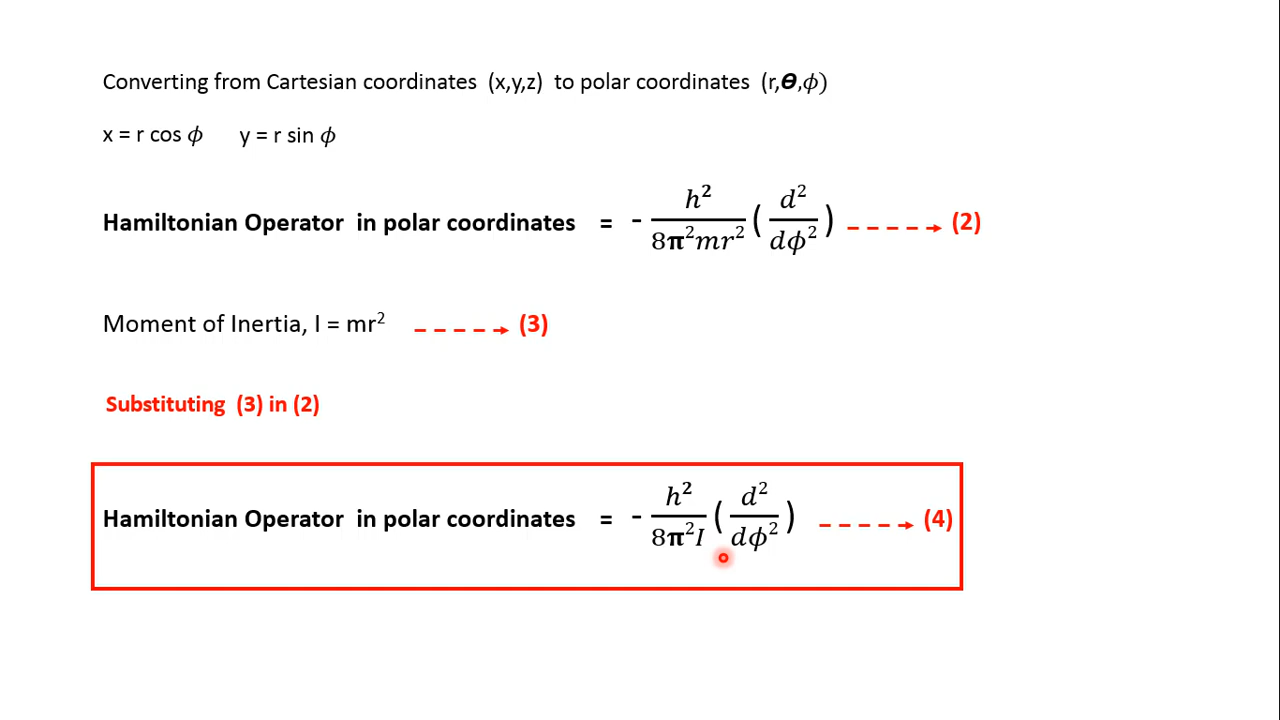 Converting from Cartesian coordinates (x,y,z) to polar coordinates (r,𝜽,ϕ)
x = r cos ϕ y = r sin ϕ
Hamiltonian Operator in polar coordinates = - h²/8π²mr² (d²/dϕ²) -----→ (2)
Moment of Inertia, I = mr² -----→ (3)
Substituting (3) in (2)
Hamiltonian Operator in polar coordinates = - h²/8π²I (d²/dϕ²) -----→ (4)